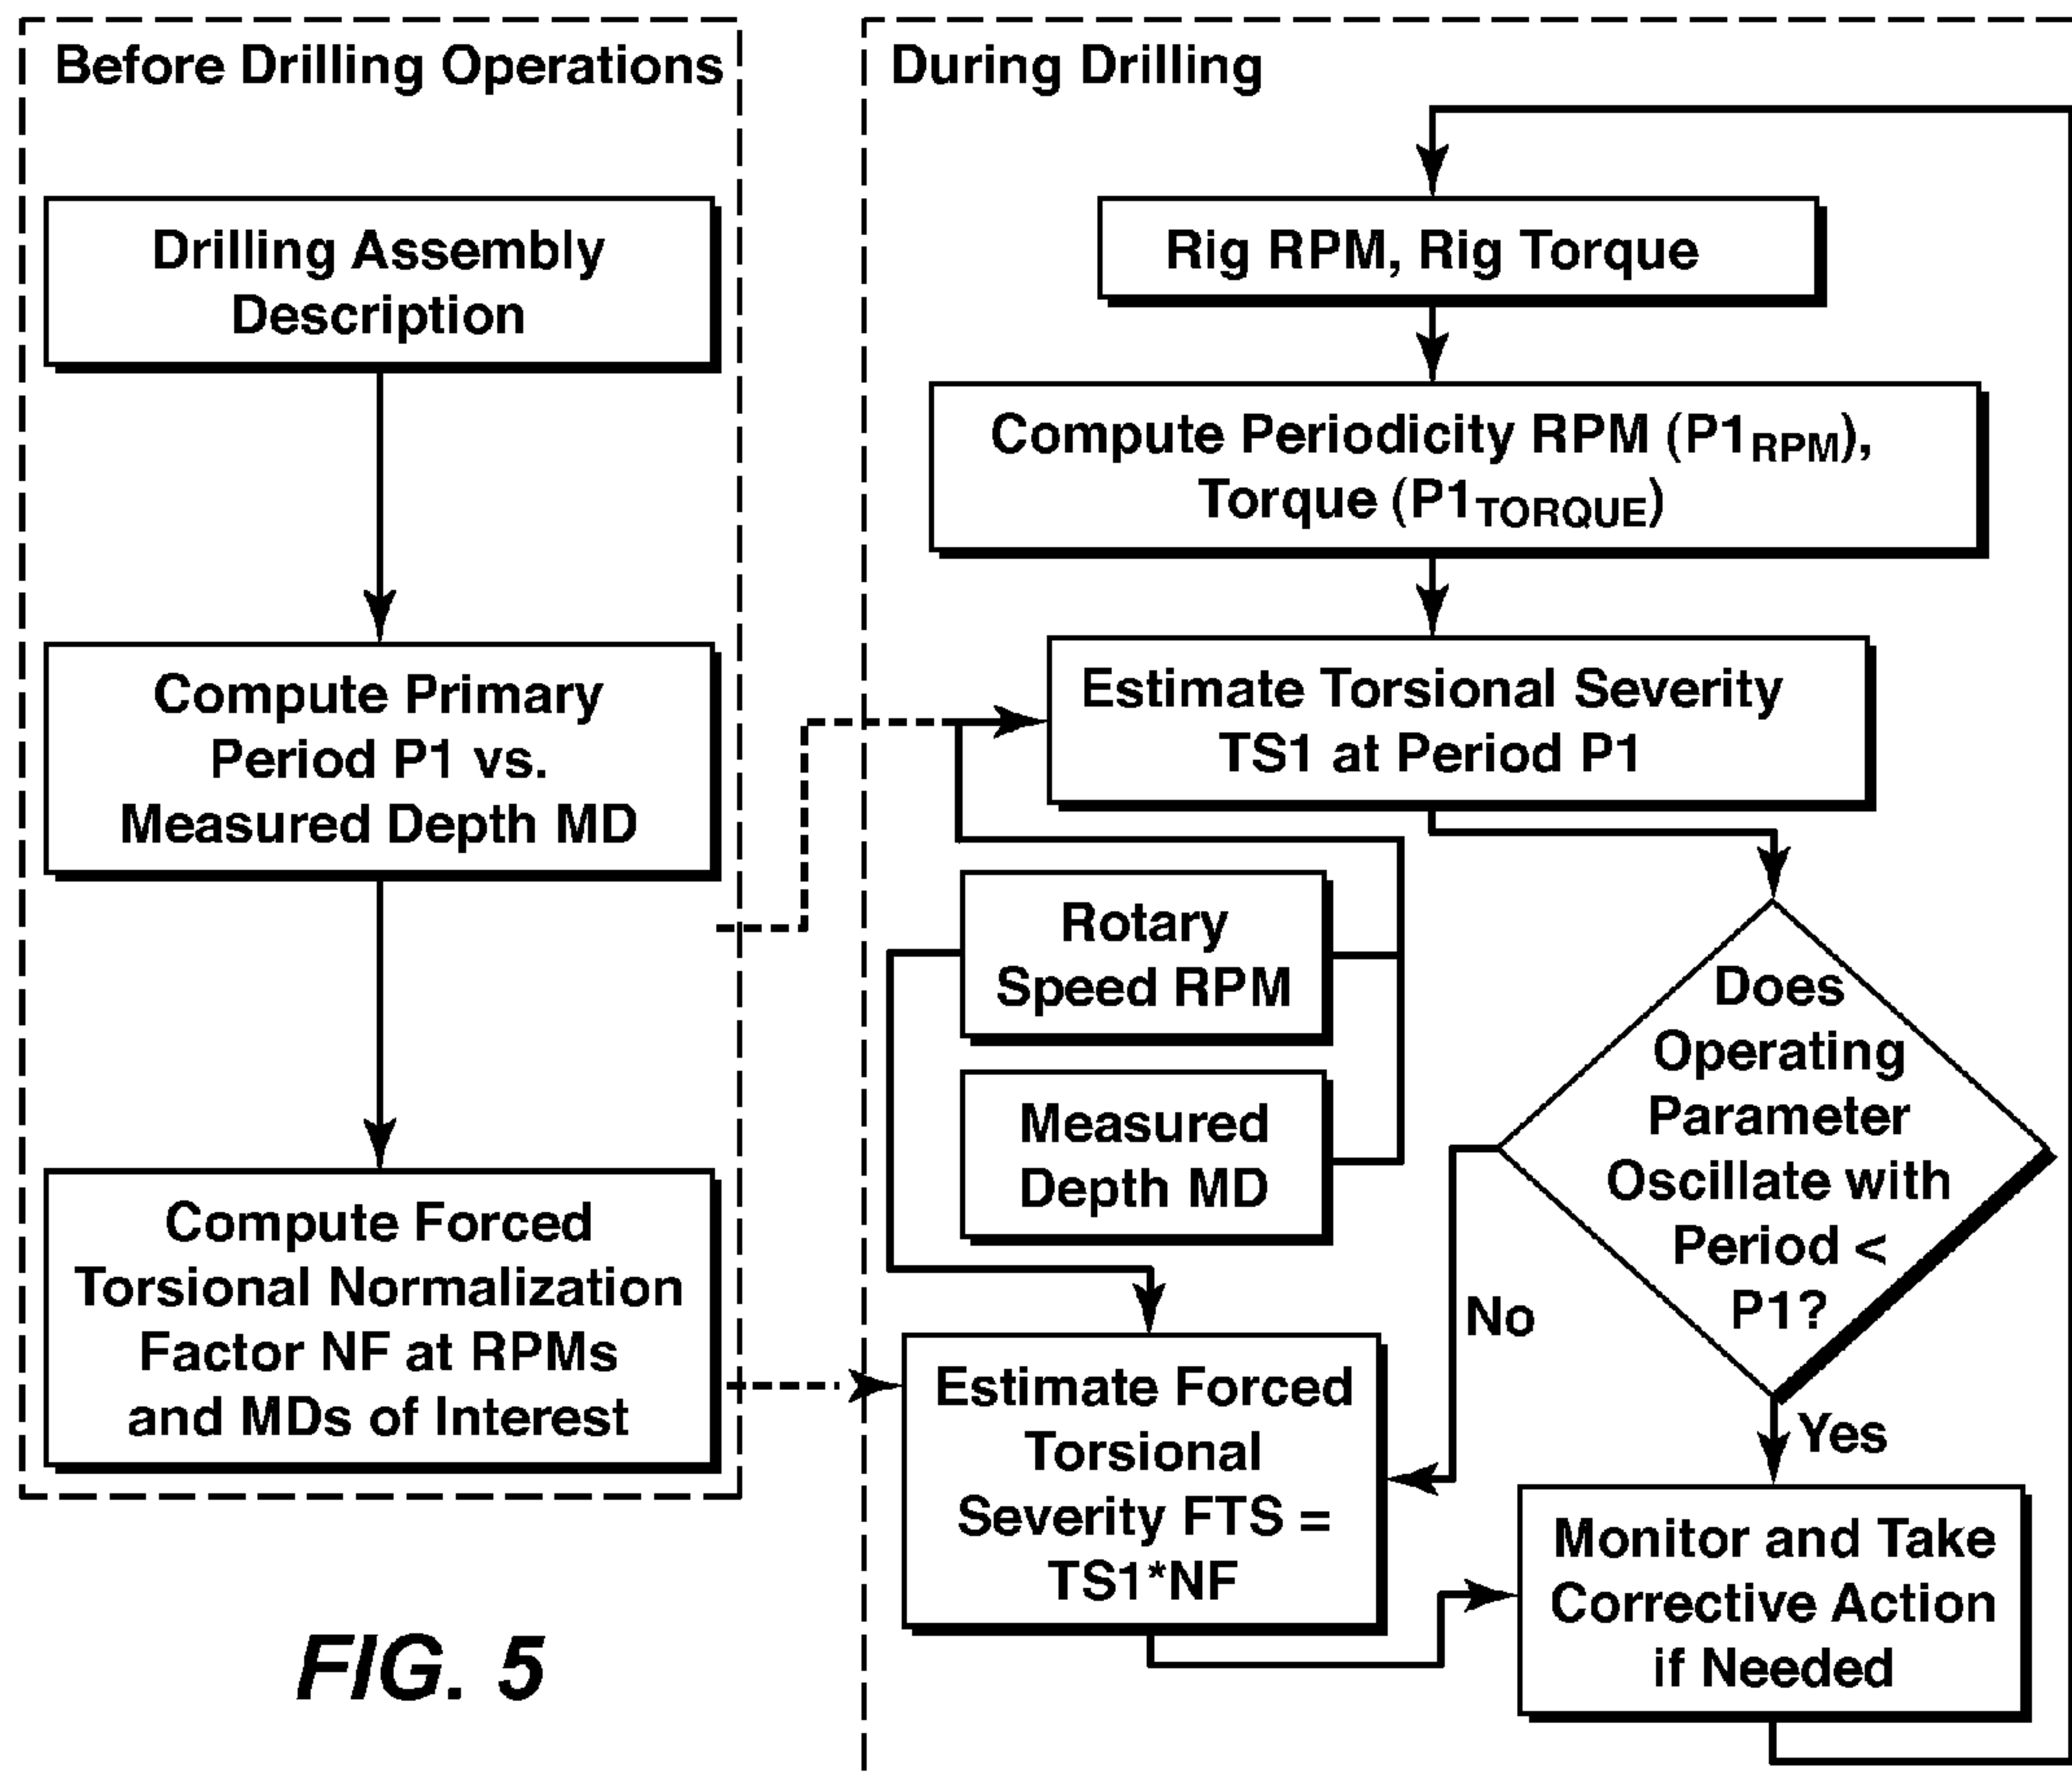 Before Drilling Operations
Drilling Assembly
Description
Compute Primary
Period P1 vs.
Measured Depth MD
Compute Forced
Torsional Normalization
Factor NF at RPMs
and MDs of Interest
FIG. 5
During Drilling
Rig RPM, Rig Torque
Compute Periodicity RPM (P1RPM),
Torque (P1TORQUE)
Estimate Torsional Severity
TS1 at Period P1
Rotary
Speed RPM
Measured
Depth MD
Does
Operating
Parameter
Oscillate with
Period <
P1?
No
Yes
Estimate Forced
Torsional
Severity FTS =
TS1*NF
Monitor and Take
Corrective Action
if Needed